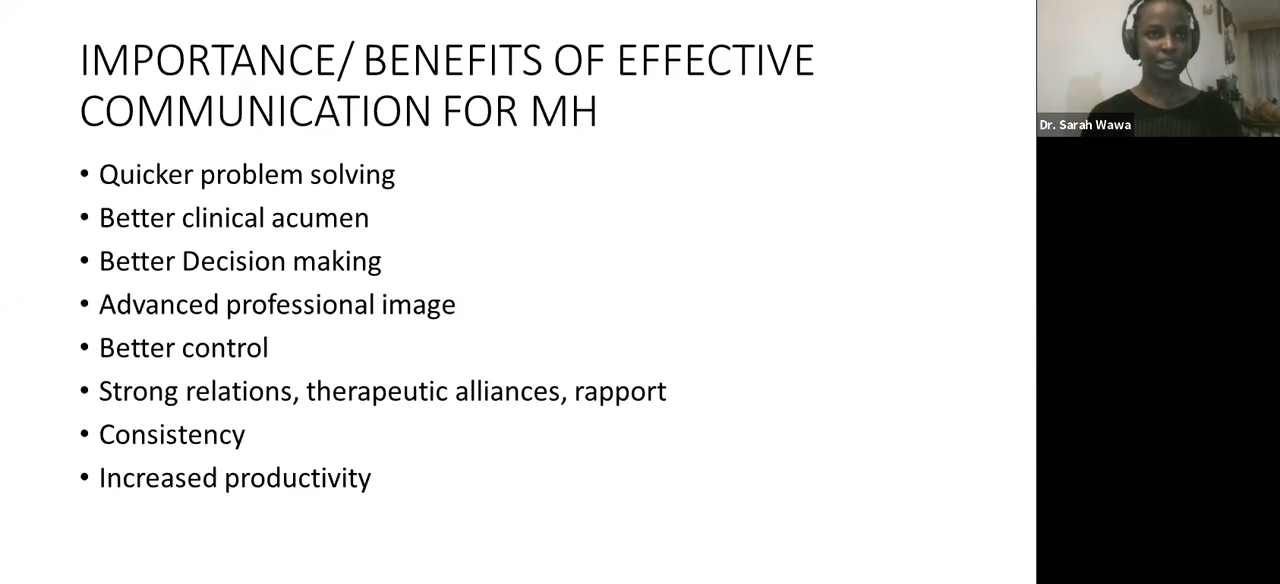 IMPORTANCE/ BENEFITS OF EFFECTIVE
COMMUNICATION FOR MH
• Quicker problem solving
• Better clinical acumen
• Better Decision making
• Advanced professional image
• Better control
• Strong relations, therapeutic alliances, rapport
• Consistency
• Increased productivity
Dr. Sarah Wawa